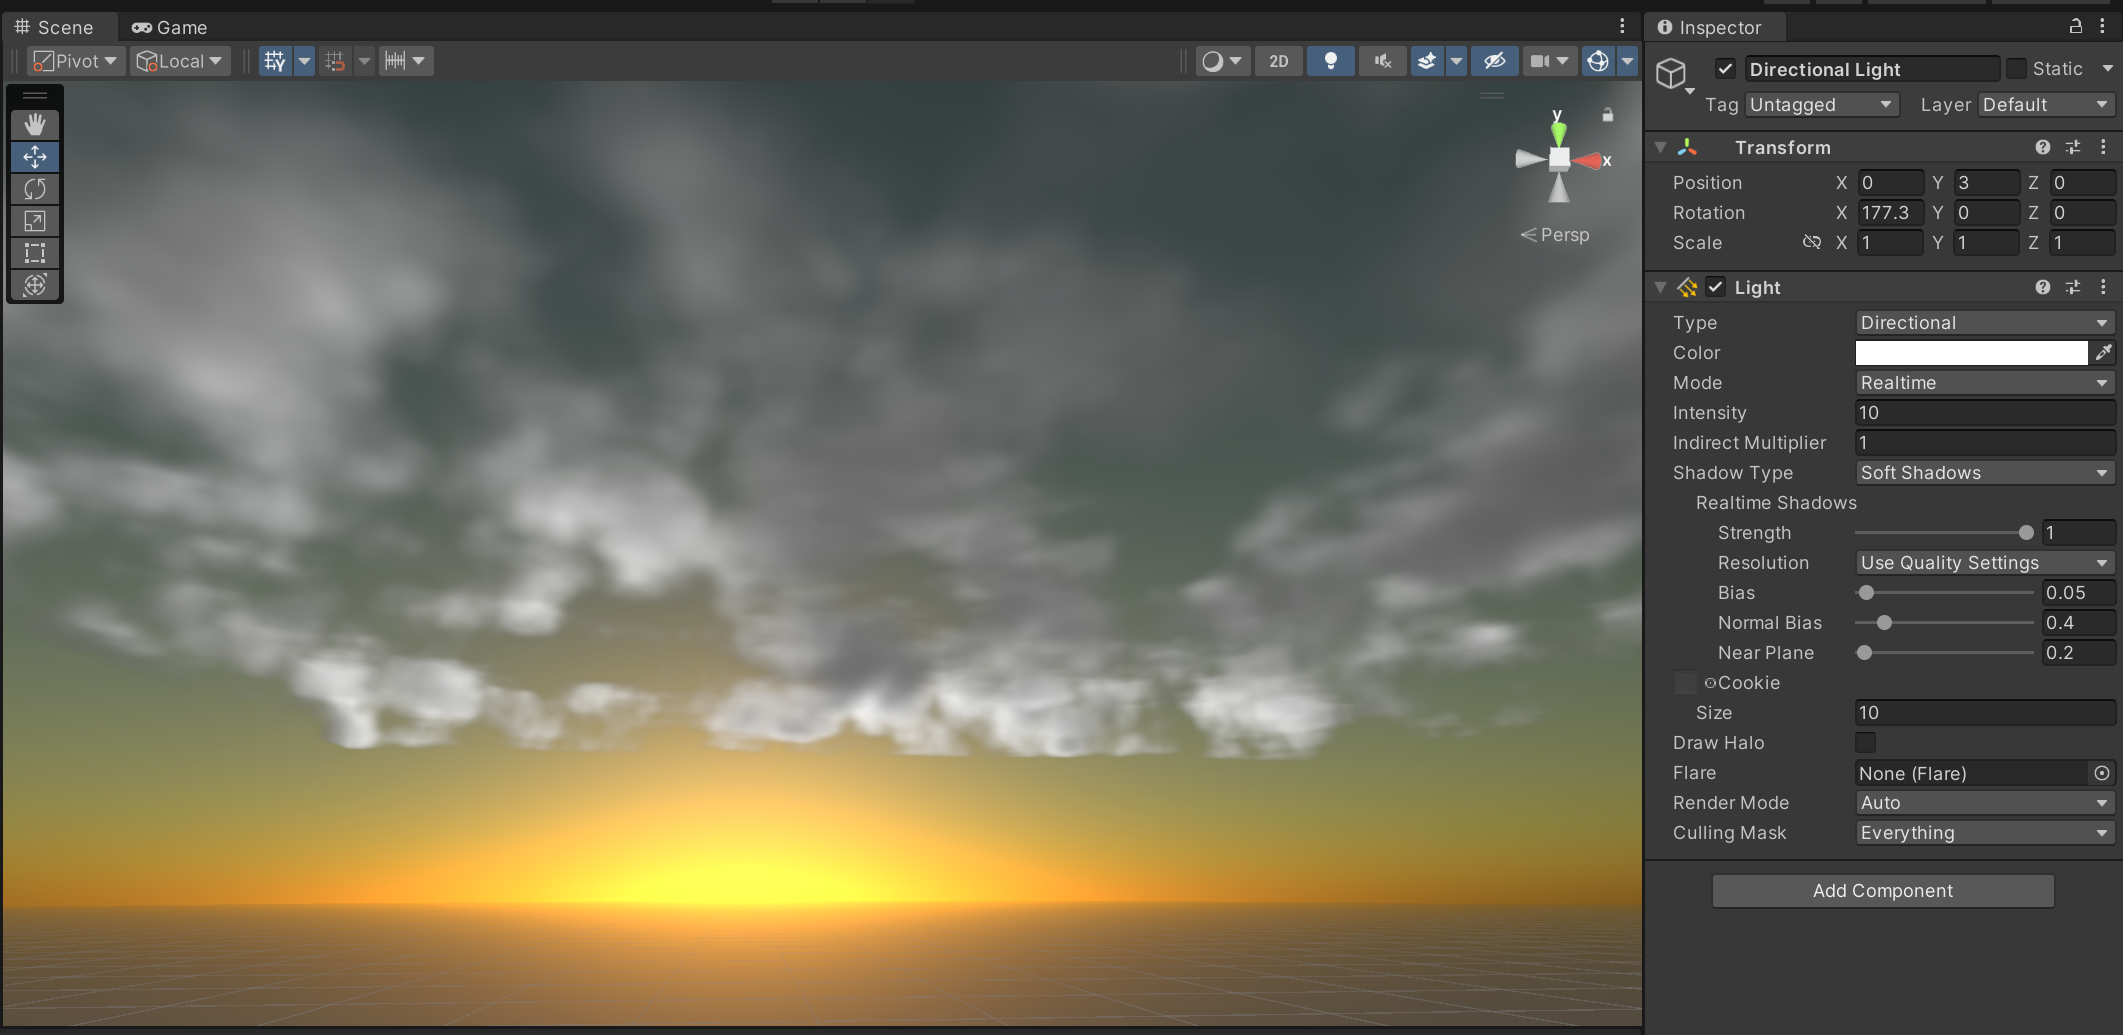 Scene
Game
Pivot
Local
2D
y
x
Persp
Inspector
Directional Light
Static
Tag
Untagged
Layer
Default
Transform
Position X 0 Y 3 Z 0
Rotation X 177.3 Y 0 Z 0
Scale X 1 Y 1 Z 1
Light
Type Directional
Color
Mode Realtime
Intensity 10
Indirect Multiplier 1
Shadow Type Soft Shadows
Realtime Shadows
Strength 1
Resolution Use Quality Settings
Bias 0.05
Normal Bias 0.4
Near Plane 0.2
Cookie
Size 10
Draw Halo
Flare None (Flare)
Render Mode Auto
Culling Mask Everything
Add Component